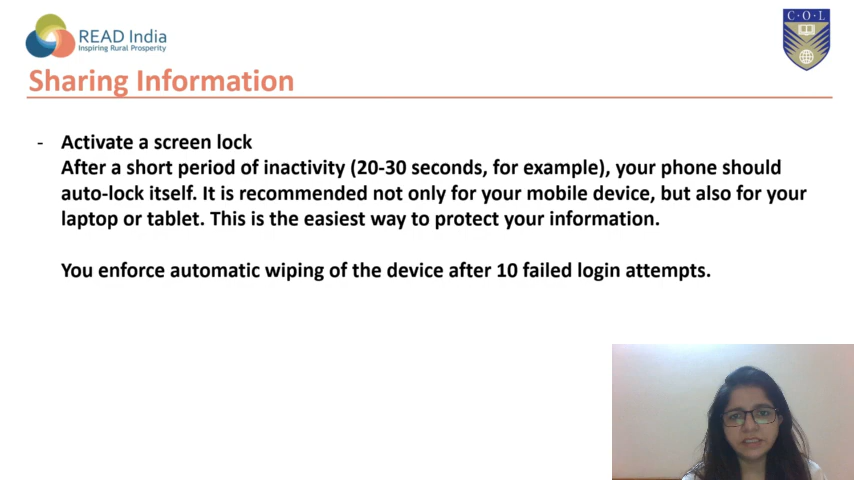 READ India
Inspiring Rural Prosperity
C·O·L
Sharing Information
- Activate a screen lock
After a short period of inactivity (20-30 seconds, for example), your phone should
auto-lock itself. It is recommended not only for your mobile device, but also for your
laptop or tablet. This is the easiest way to protect your information.
You enforce automatic wiping of the device after 10 failed login attempts.